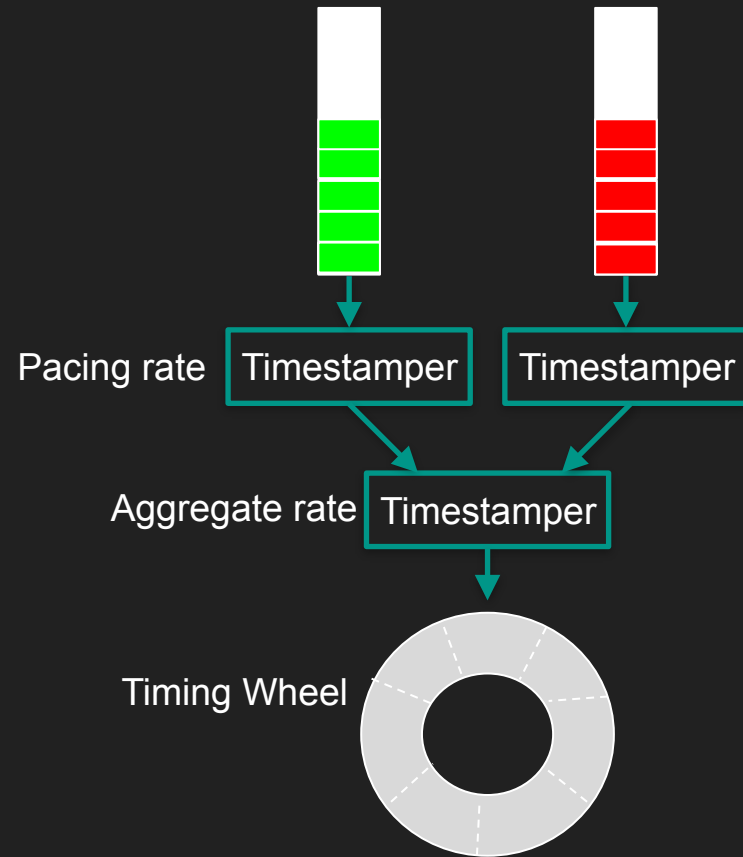 Pacing rate
Timestamper
Timestamper
Aggregate rate
Timestamper
Timing Wheel